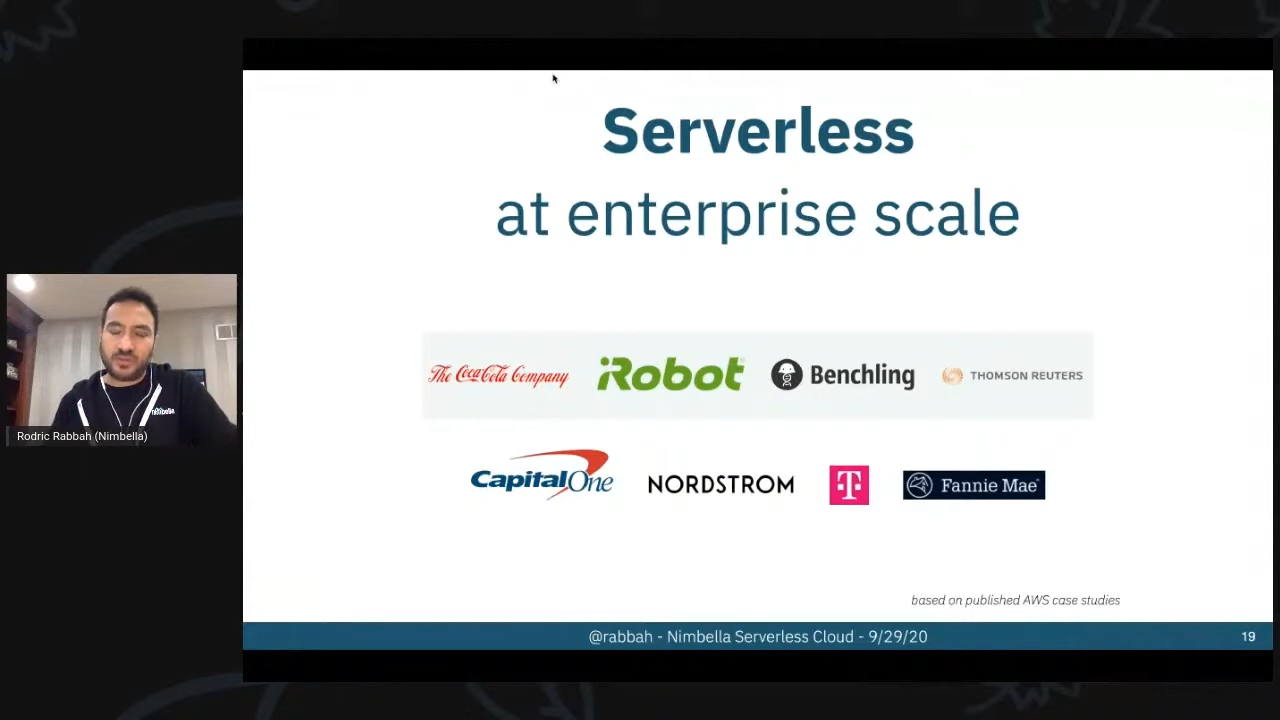 Serverless
at enterprise scale
The Coca-Cola Company
iRobot
Benchling
THOMSON REUTERS
Capital One
NORDSTROM
T
Fannie Mae
based on published AWS case studies
@rabbah - Nimbella Serverless Cloud - 9/29/20
19
nimbella
Rodric Rabbah (Nimbella)